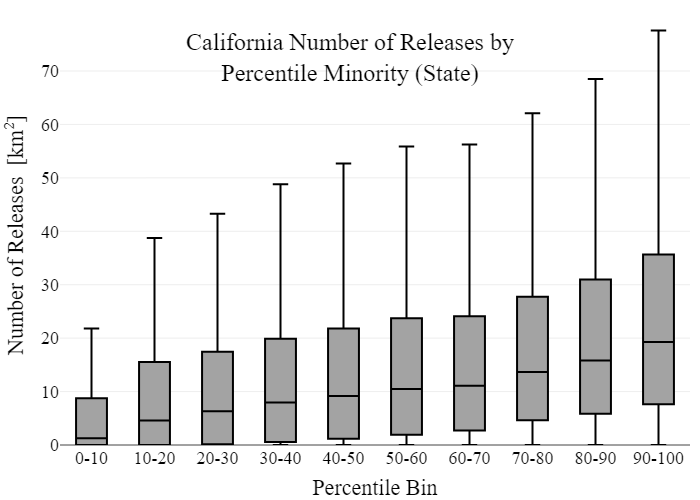 California Number of Releases by
Percentile Minority (State)
Number of Releases [km²]
70
60
50
40
30
20
10
0
0-10 10-20 20-30 30-40 40-50 50-60 60-70 70-80 80-90 90-100
Percentile Bin